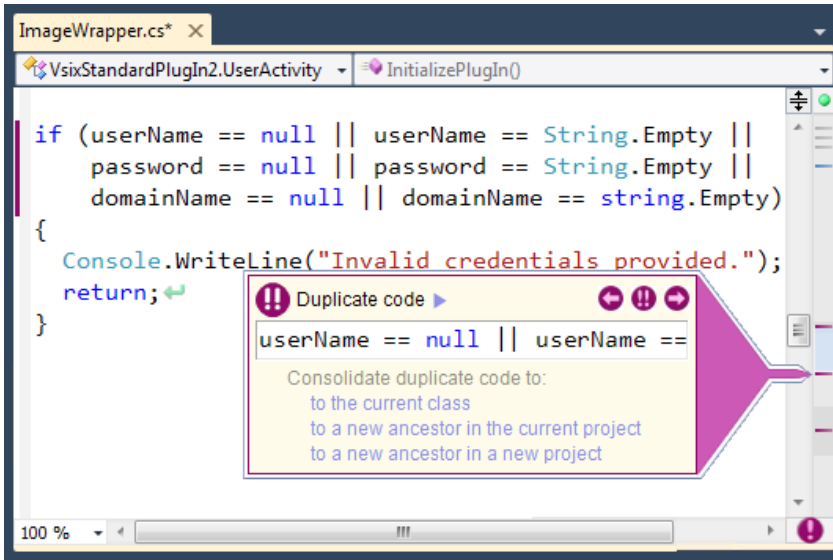 ImageWrapper.cs*
VsixStandardPlugIn2.UserActivity InitializePlugIn()
if (userName == null || userName == String.Empty ||
password == null || password == String.Empty ||
domainName == null || domainName == string.Empty)
{
Console.WriteLine("Invalid credentials provided.");
return;
}
Duplicate code
userName == null || userName ==
Consolidate duplicate code to:
to the current class
to a new ancestor in the current project
to a new ancestor in a new project
100 %